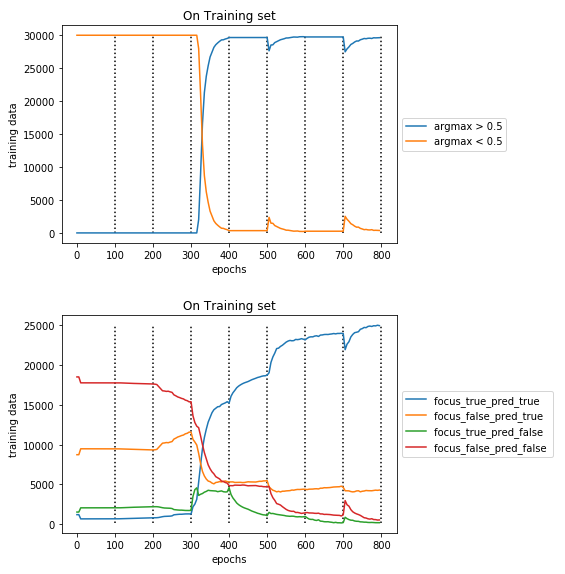 On Training set
30000
25000
20000
15000
10000
5000
0
training data
0 100 200 300 400 500 600 700 800
epochs
argmax > 0.5
argmax < 0.5
On Training set
25000
20000
15000
10000
5000
0
training data
0 100 200 300 400 500 600 700 800
epochs
focus_true_pred_true
focus_false_pred_true
focus_true_pred_false
focus_false_pred_false